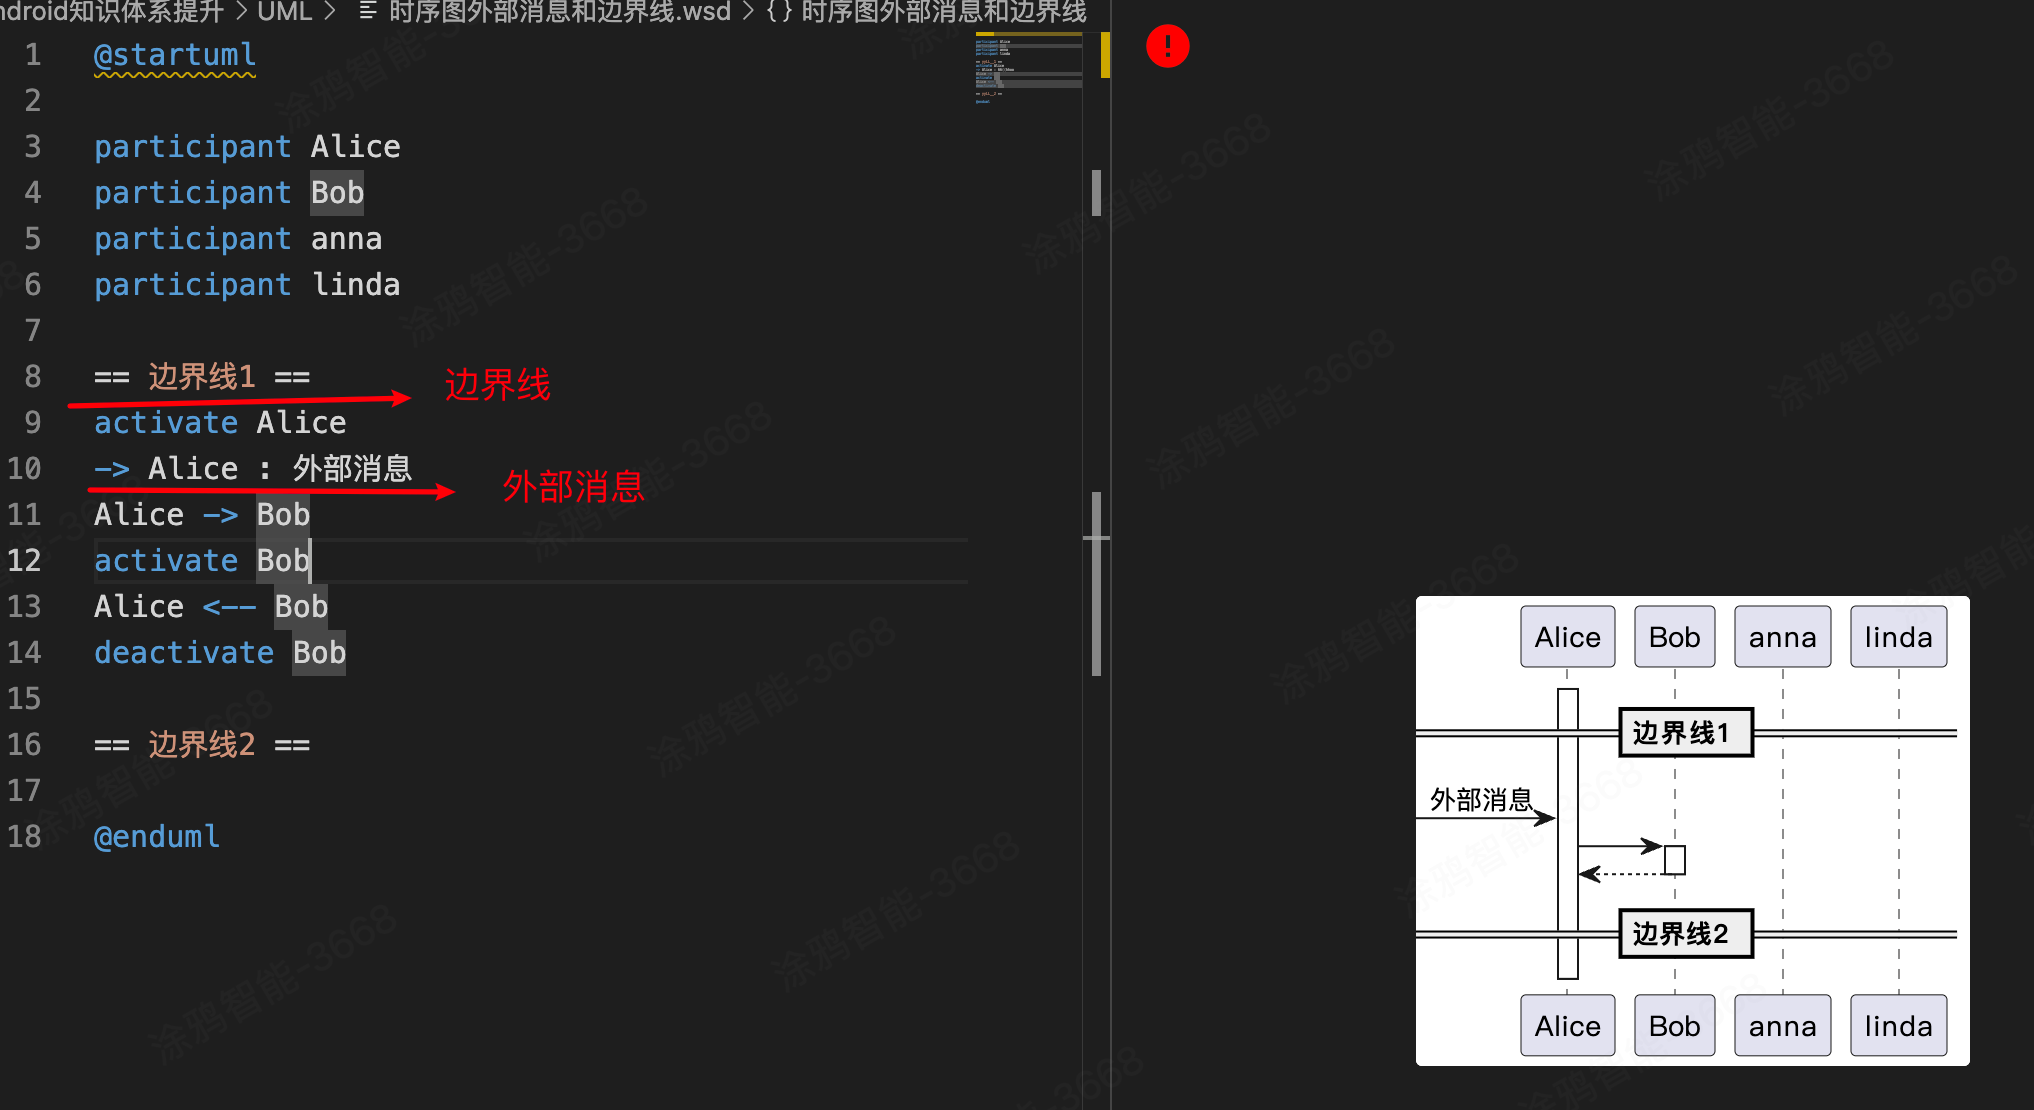 ndroid知识体系提升 > UML > 时序图外部消息和边界线.wsd > {} 时序图外部消息和边界线
1 @startuml
2
3 participant Alice
4 participant Bob
5 participant anna
6 participant linda
7
8 == 边界线1 ==
边界线
9 activate Alice
10 -> Alice : 外部消息
外部消息
11 Alice -> Bob
12 activate Bob
13 Alice <-- Bob
14 deactivate Bob
15
16 == 边界线2 ==
17
18 @enduml
!
Alice Bob anna linda
边界线1
外部消息
边界线2
Alice Bob anna linda
涂鸦智能-3668